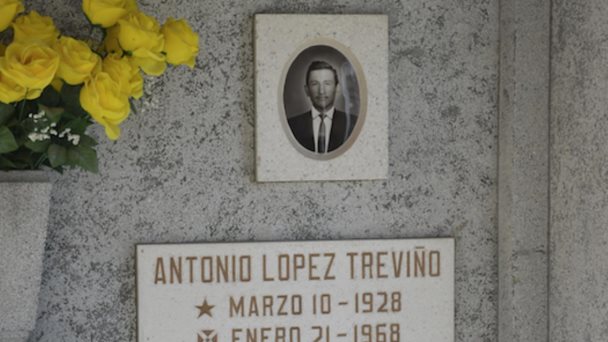 ANTONIO LOPEZ TREVIÑO
MARZO 10-1928
ENERO 21-1968